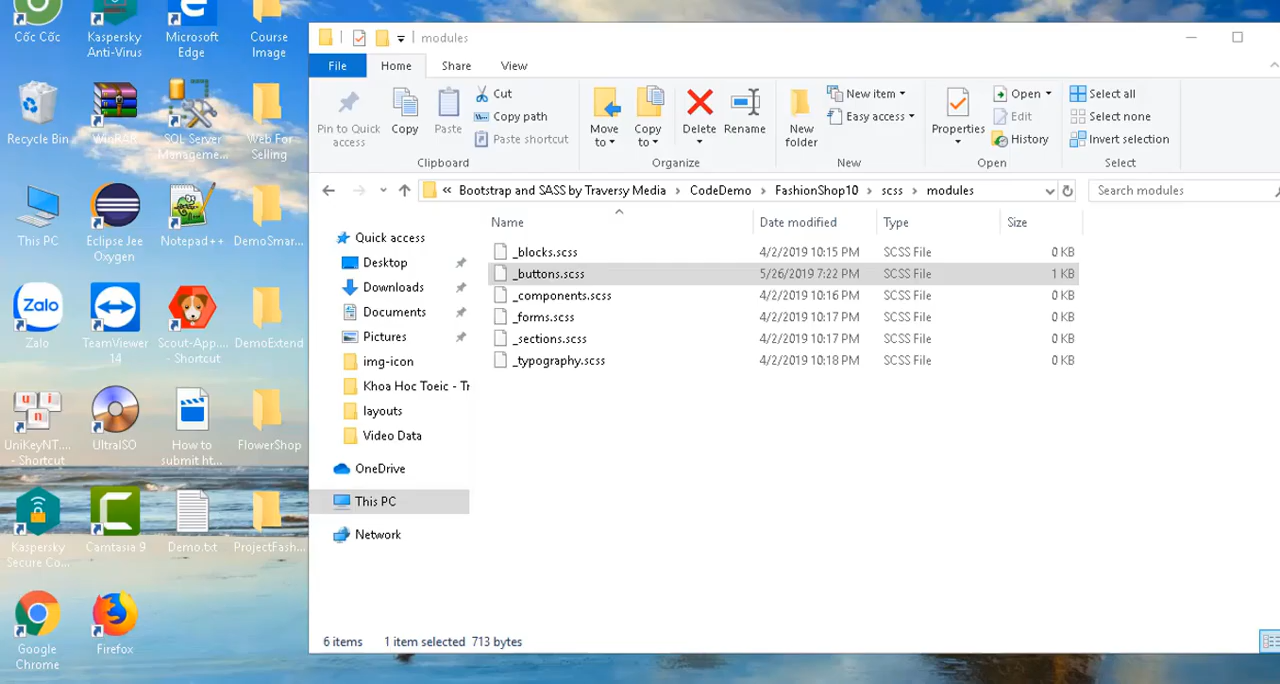 Cốc Cốc
Kaspersky
Anti-Virus
Microsoft
Edge
Course
Image
Recycle Bin
WinRAR
SQL Server
Manageme...
Web For
Selling
This PC
Eclipse Jee
Oxygen
Notepad++
DemoSmar...
Zalo
Zalo
TeamViewer
14
Scout-App....
- Shortcut
DemoExtend
u i
n
UniKeyNT....
- Shortcut
UltraISO
How to
submit ht...
FlowerShop
Kaspersky
Secure Co...
Camtasia 9
Demo.txt
ProjectFash...
Google
Chrome
Firefox
modules
File
Home
Share
View
Pin to Quick
access
Copy
Paste
Cut
Copy path
Paste shortcut
Clipboard
Move
to
Copy
to
Delete
Rename
Organize
New
folder
New item
Easy access
New
Properties
Open
Edit
History
Open
Select all
Select none
Invert selection
Select
« Bootstrap and SASS by Traversy Media > CodeDemo > FashionShop10 > scss > modules
Search modules
Quick access
Desktop
Downloads
Documents
Pictures
img-icon
Khoa Hoc Toeic - Tr
layouts
Video Data
OneDrive
This PC
Network
Name Date modified Type Size
_blocks.scss 4/2/2019 10:15 PM SCSS File 0 KB
_buttons.scss 5/26/2019 7:22 PM SCSS File 1 KB
_components.scss 4/2/2019 10:16 PM SCSS File 0 KB
_forms.scss 4/2/2019 10:17 PM SCSS File 0 KB
_sections.scss 4/2/2019 10:17 PM SCSS File 0 KB
_typography.scss 4/2/2019 10:18 PM SCSS File 0 KB
6 items 1 item selected 713 bytes